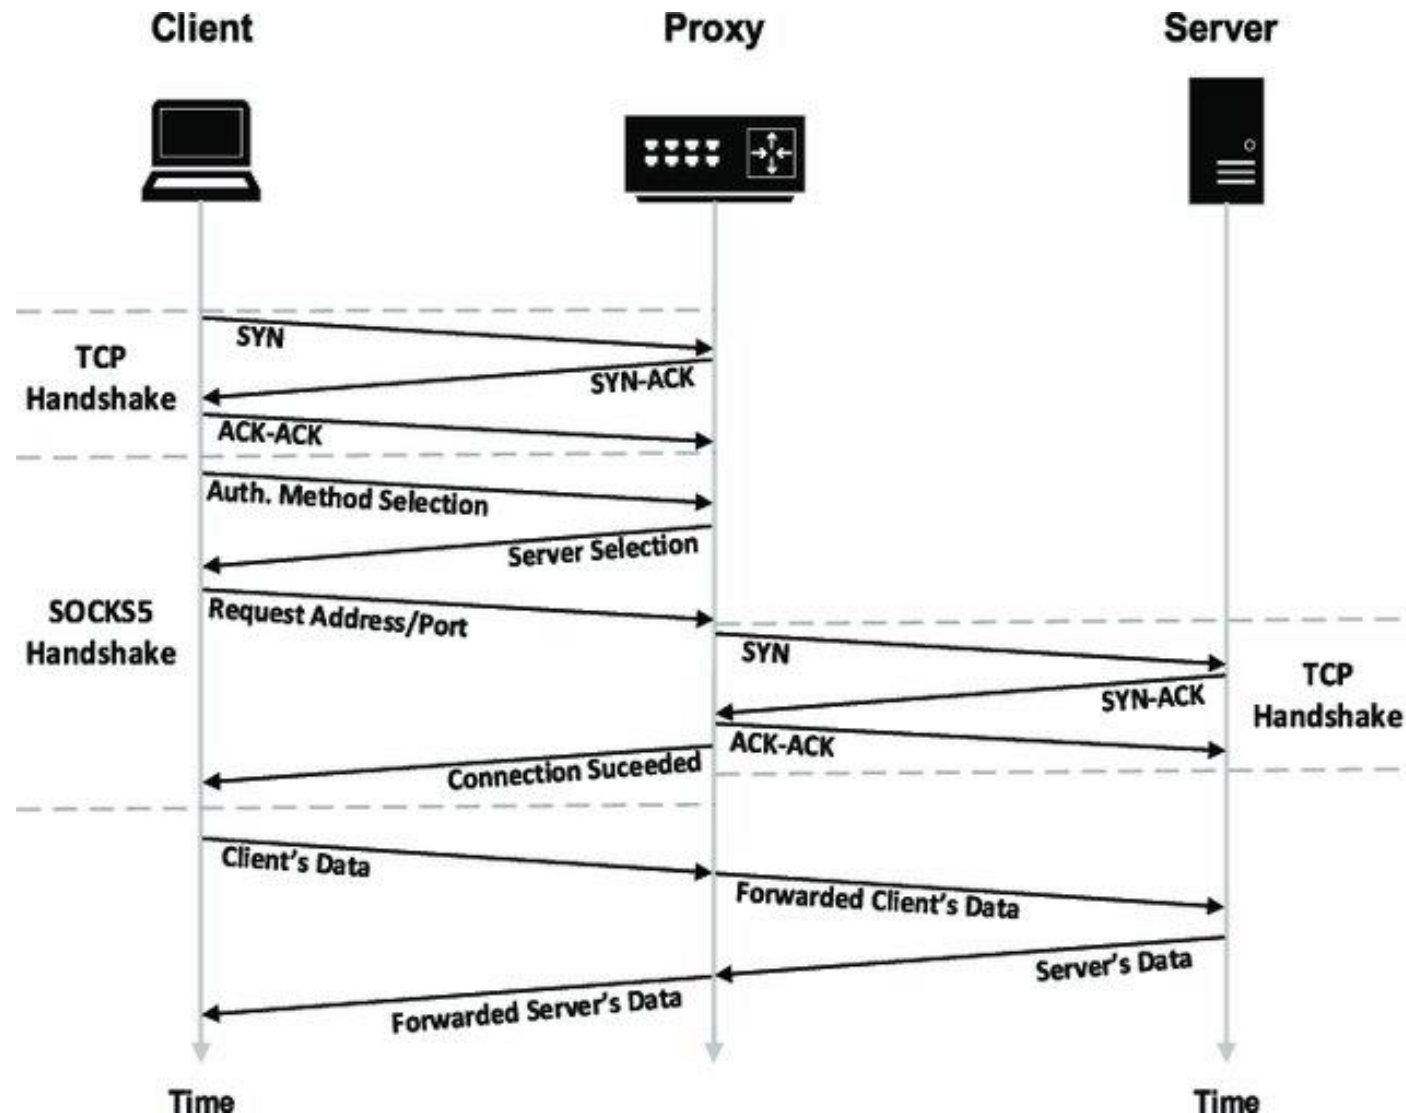 Client
Proxy
Server
SYN
TCP
Handshake
SYN-ACK
ACK-ACK
Auth. Method Selection
Server Selection
SOCKS5
Handshake
Request Address/Port
SYN
TCP
Handshake
SYN-ACK
ACK-ACK
Connection Suceeded
Client's Data
Forwarded Client's Data
Server's Data
Forwarded Server's Data
Time
Time